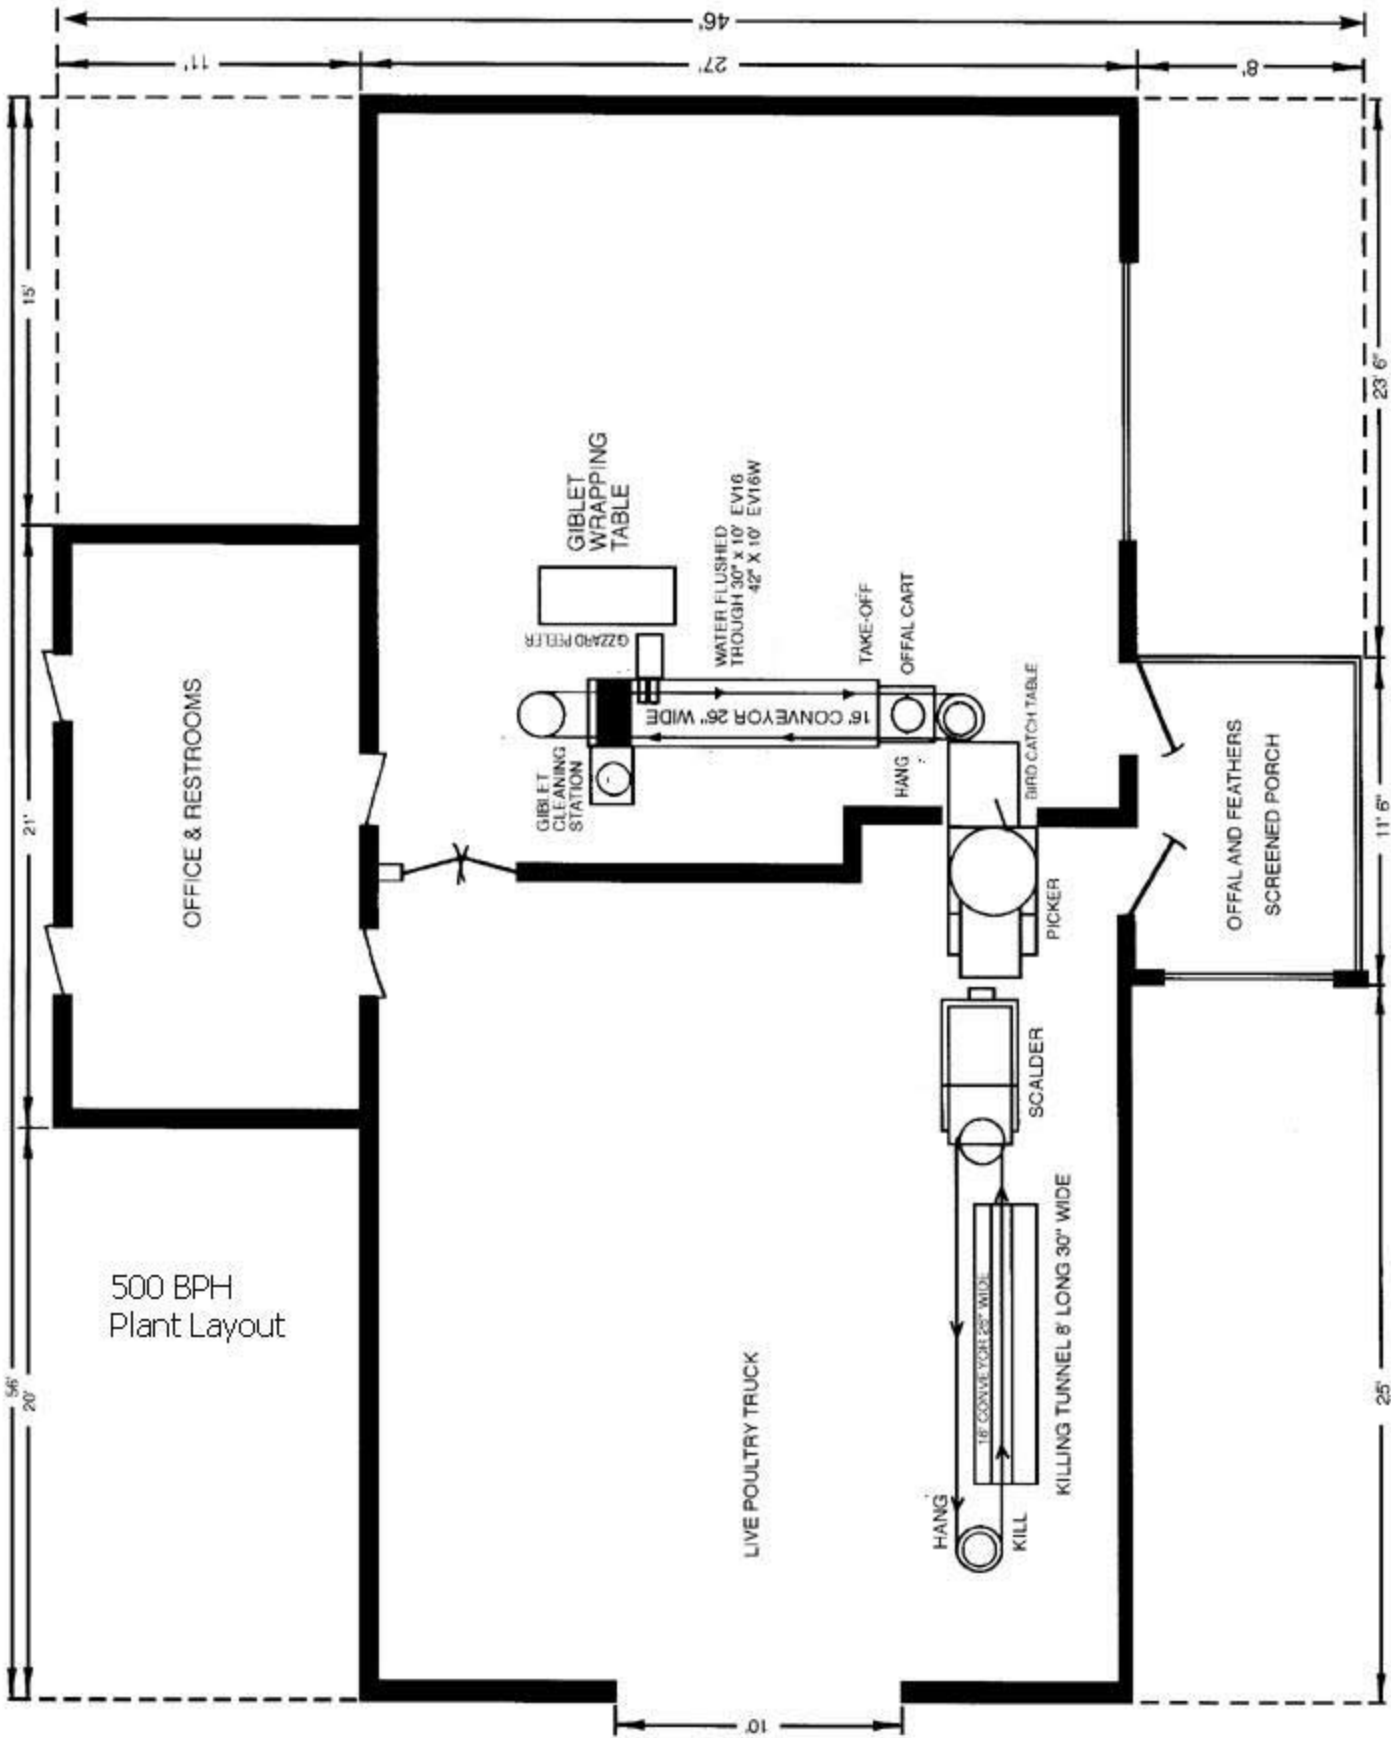 46'
11'
27'
8'
56'
15'
21'
20'
23' 6"
11' 6"
25'
10'
OFFICE & RESTROOMS
GIBLET
WRAPPING
TABLE
GIZZARD PEELER
WATER FLUSHED
TROUGH 30" x 10' EV16
42" X 10' EV16W
TAKE-OFF
OFFAL CART
16' CONVEYOR 26" WIDE
GIBLET
CLEANING
STATION
HANG
BIRD CATCH TABLE
PICKER
OFFAL AND FEATHERS
SCREENED PORCH
SCALDER
500 BPH
Plant Layout
LIVE POULTRY TRUCK
CONVEYOR
WIDE
KILLING TUNNEL 8' LONG 30" WIDE
HANG
KILL